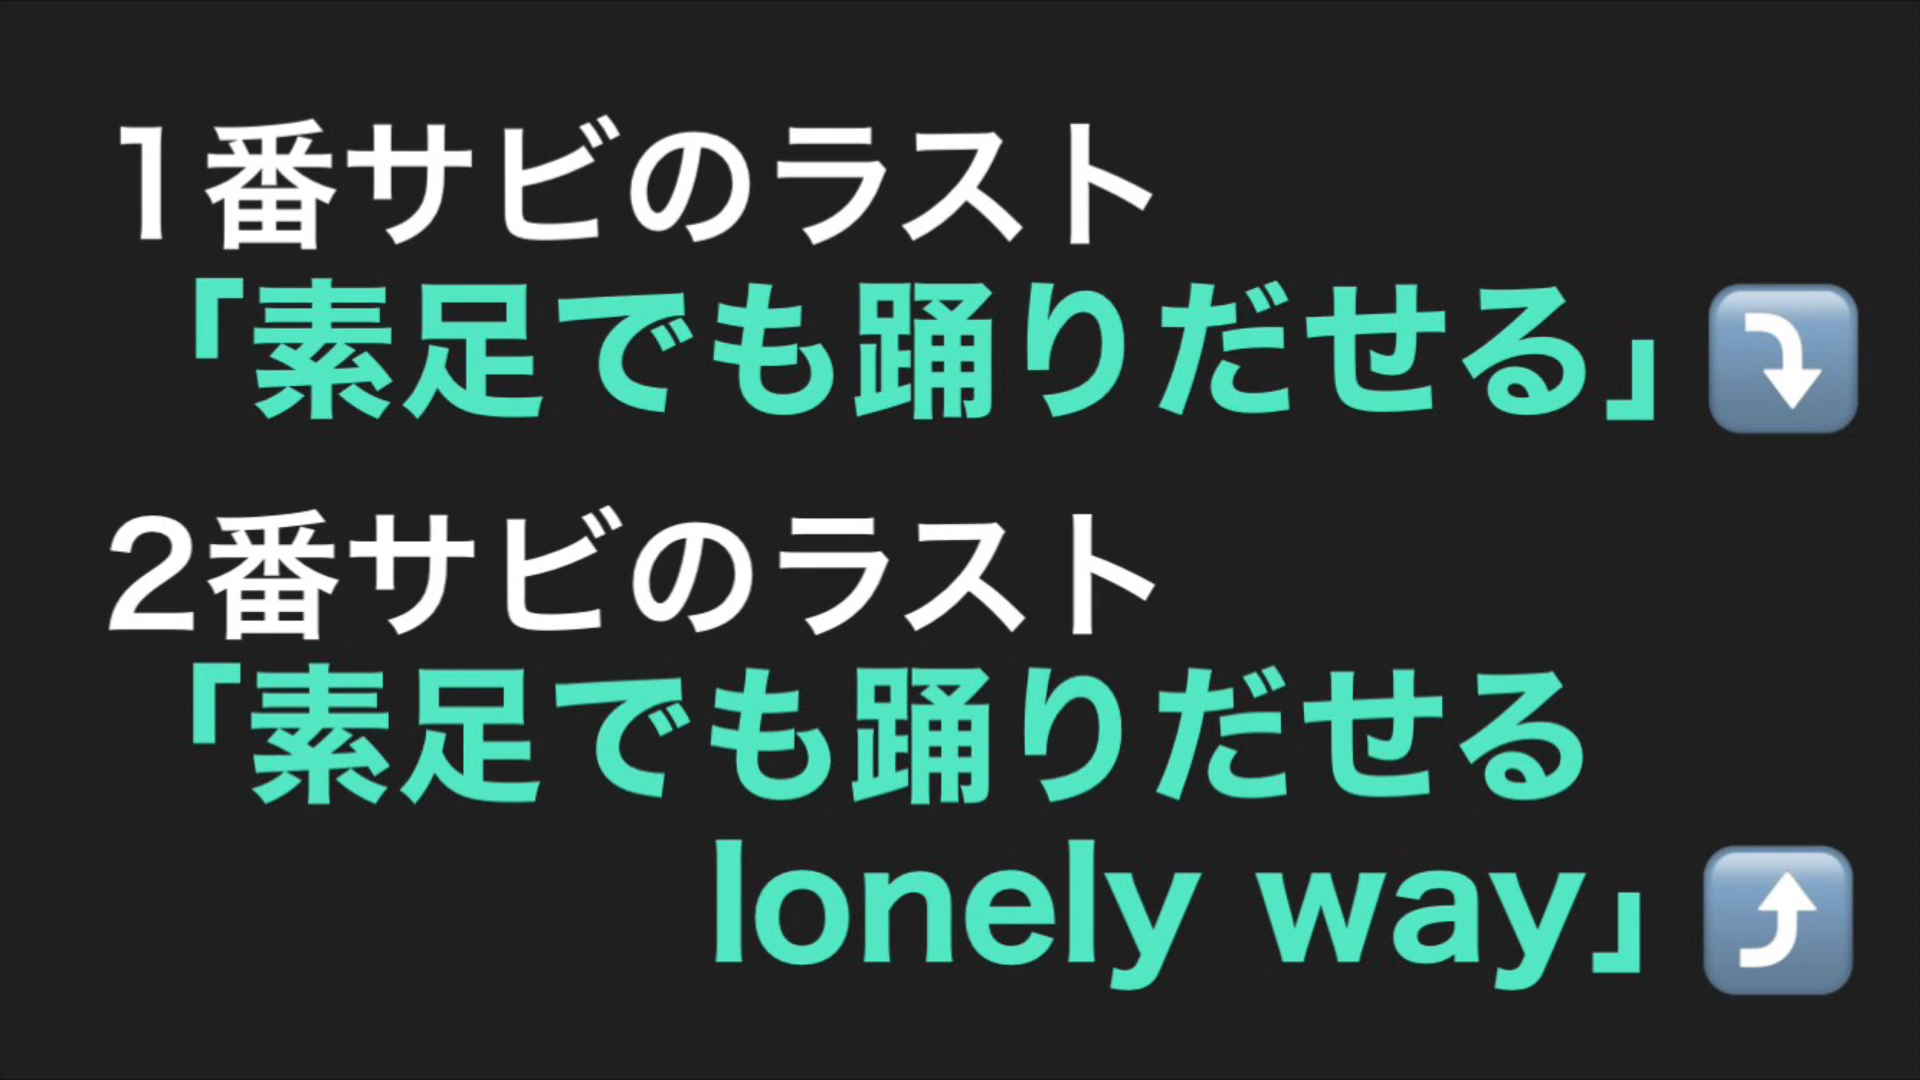 1番サビのラスト
「素足でも踊りだせる」⤵️
2番サビのラスト
「素足でも踊りだせる
lonely way」⤴️